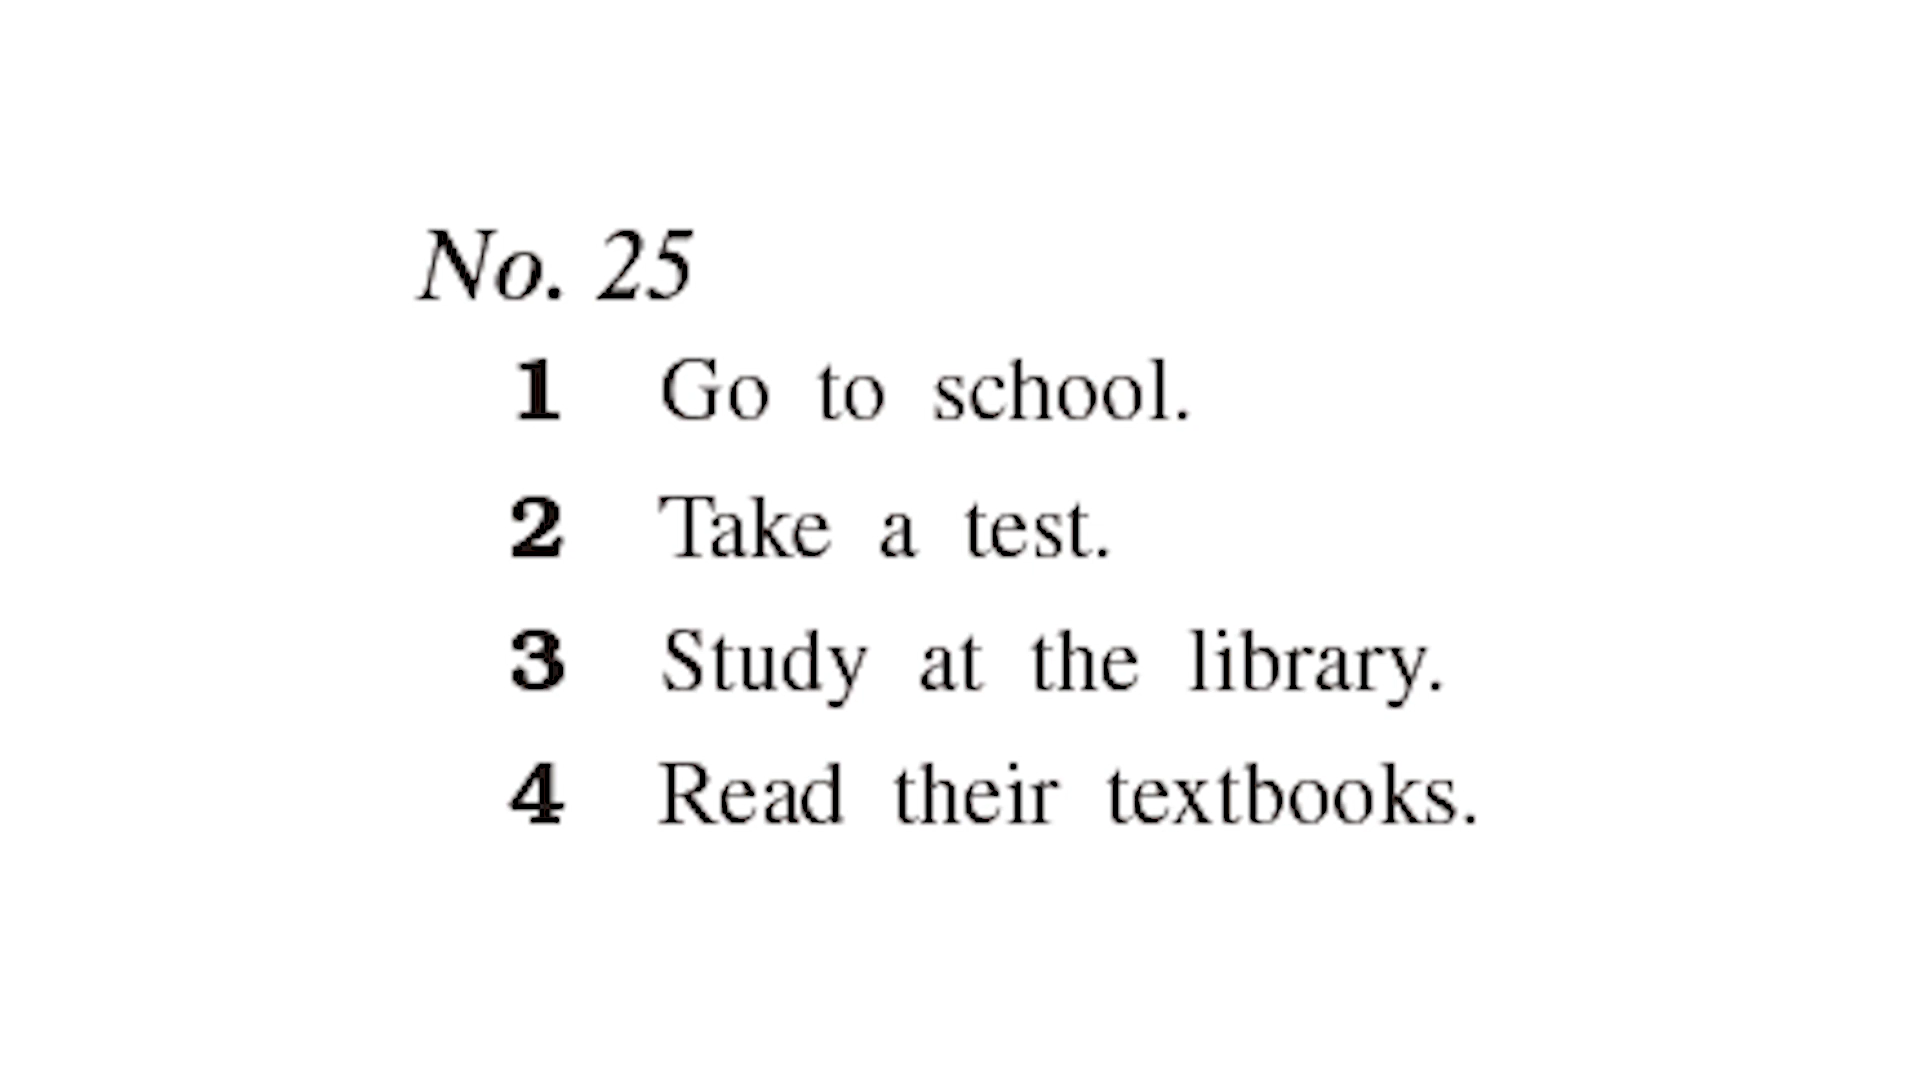 No. 25
1 Go to school.
2 Take a test.
3 Study at the library.
4 Read their textbooks.